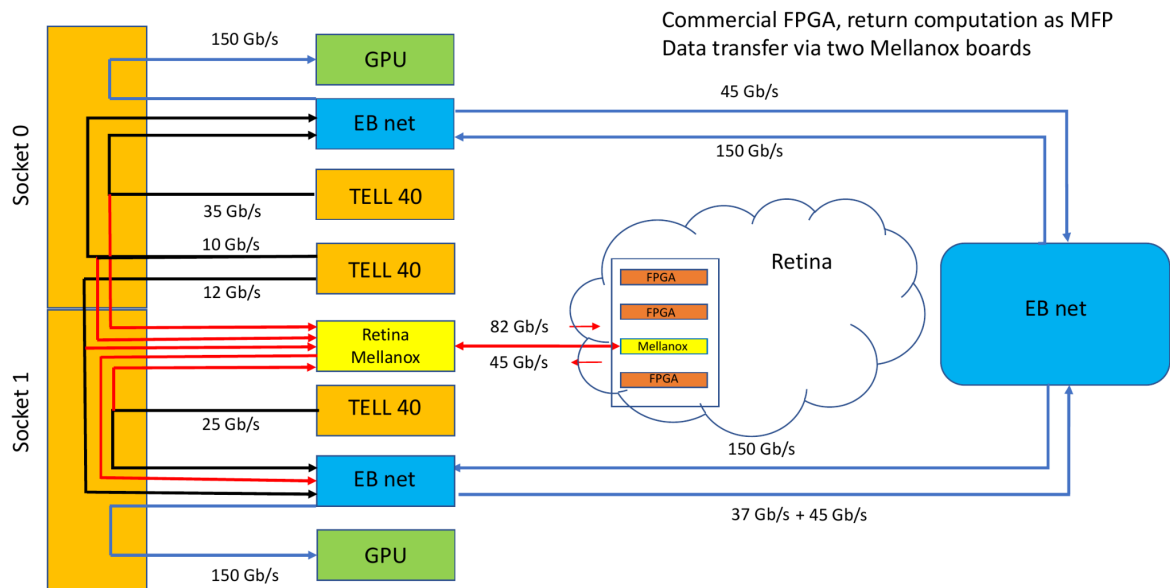 Commercial FPGA, return computation as MFP
Data transfer via two Mellanox boards
150 Gb/s
GPU
Socket 0
EB net
45 Gb/s
150 Gb/s
TELL 40
35 Gb/s
10 Gb/s
TELL 40
12 Gb/s
Retina
FPGA
FPGA
Mellanox
FPGA
EB net
Retina
Mellanox
82 Gb/s
45 Gb/s
Socket 1
TELL 40
25 Gb/s
150 Gb/s
EB net
37 Gb/s + 45 Gb/s
GPU
150 Gb/s